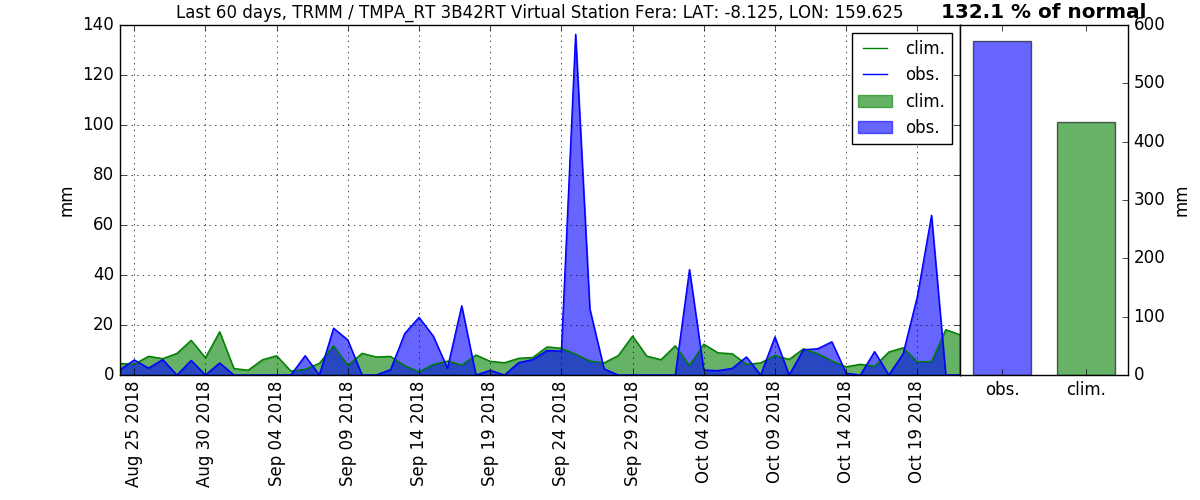 Last 60 days, TRMM / TMPA_RT 3B42RT Virtual Station Fera: LAT: -8.125, LON: 159.625
132.1 % of normal
140
120
100
80
60
40
20
0
mm
clim.
obs.
clim.
obs.
600
500
400
300
200
100
0
mm
obs.
clim.
Aug 25 2018
Aug 30 2018
Sep 04 2018
Sep 09 2018
Sep 14 2018
Sep 19 2018
Sep 24 2018
Sep 29 2018
Oct 04 2018
Oct 09 2018
Oct 14 2018
Oct 19 2018